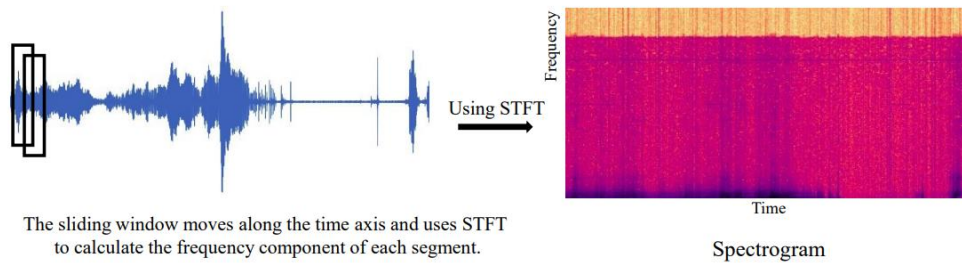 Using STFT
The sliding window moves along the time axis and uses STFT
to calculate the frequency component of each segment.
Frequency
Time
Spectrogram